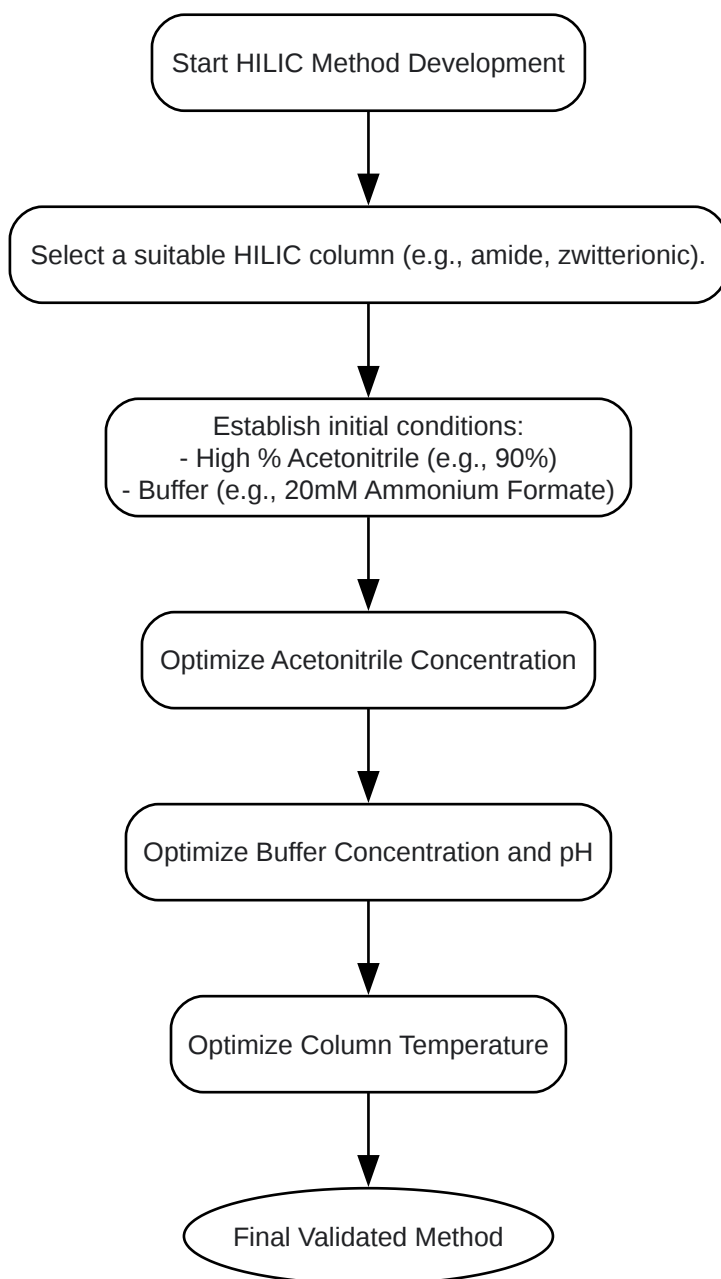 Start HILIC Method Development
Select a suitable HILIC column (e.g., amide, zwitterionic).
Establish initial conditions:
- High % Acetonitrile (e.g., 90%)
- Buffer (e.g., 20mM Ammonium Formate)
Optimize Acetonitrile Concentration
Optimize Buffer Concentration and pH
Optimize Column Temperature
Final Validated Method